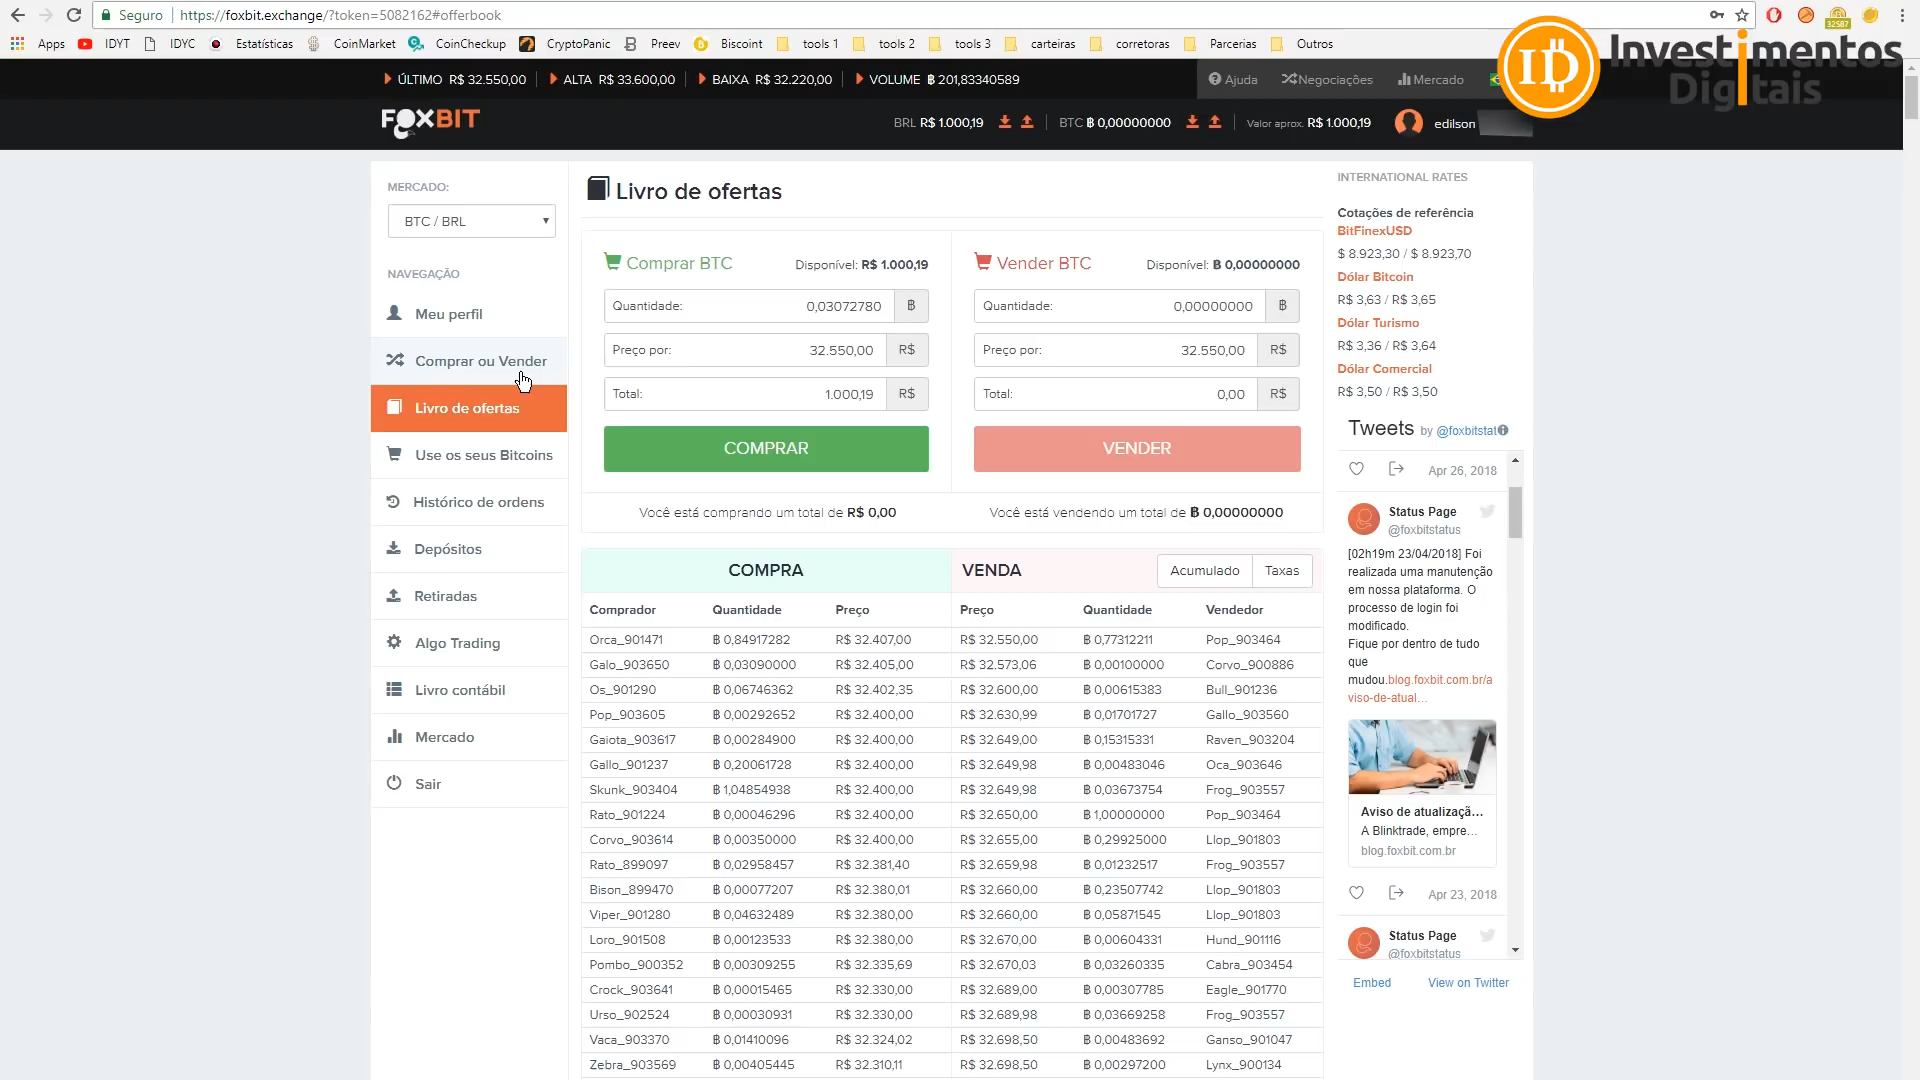 Seguro https://foxbit.exchange/?token=5082162#offerbook
Apps IDYT IDYC Estatísticas CoinMarket CoinCheckup CryptoPanic Preev Biscoint tools 1 tools 2 tools 3 carteiras corretoras Parcerias Outros
32587
Investimentos
Digitais
ÚLTIMO R$ 32.550,00 ALTA R$ 33.600,00 BAIXA R$ 32.220,00 VOLUME ฿ 201,83340589 Ajuda Negociações Mercado
FOXBIT
BRL R$ 1.000,19 BTC ฿ 0,00000000 Valor aprox. R$ 1.000,19 edilson
MERCADO:
BTC / BRL
NAVEGAÇÃO
Meu perfil
Comprar ou Vender
Livro de ofertas
Use os seus Bitcoins
Histórico de ordens
Depósitos
Retiradas
Algo Trading
Livro contábil
Mercado
Sair
Livro de ofertas
Comprar BTC Disponível: R$ 1.000,19
Quantidade: 0,03072780 ฿
Preço por: 32.550,00 R$
Total: 1.000,19 R$
COMPRAR
Você está comprando um total de R$ 0,00
Vender BTC Disponível: ฿ 0,00000000
Quantidade: 0,00000000 ฿
Preço por: 32.550,00 R$
Total: 0,00 R$
VENDER
Você está vendendo um total de ฿ 0,00000000
COMPRA VENDA Acumulado Taxas
Comprador Quantidade Preço Preço Quantidade Vendedor
Orca_901471 ฿ 0,84917282 R$ 32.407,00 R$ 32.550,00 ฿ 0,77312211 Pop_903464
Galo_903650 ฿ 0,03090000 R$ 32.405,00 R$ 32.573,06 ฿ 0,00100000 Corvo_900886
Os_901290 ฿ 0,06746362 R$ 32.402,35 R$ 32.600,00 ฿ 0,00615383 Bull_901236
Pop_903605 ฿ 0,00292652 R$ 32.400,00 R$ 32.630,99 ฿ 0,01701727 Gallo_903560
Gaiota_903617 ฿ 0,00284900 R$ 32.400,00 R$ 32.649,00 ฿ 0,15315331 Raven_903204
Gallo_901237 ฿ 0,20061728 R$ 32.400,00 R$ 32.649,98 ฿ 0,00483046 Oca_903646
Skunk_903404 ฿ 1,04854938 R$ 32.400,00 R$ 32.649,98 ฿ 0,03673754 Frog_903557
Rato_901224 ฿ 0,00046296 R$ 32.400,00 R$ 32.650,00 ฿ 1,00000000 Pop_903464
Corvo_903614 ฿ 0,00350000 R$ 32.400,00 R$ 32.655,00 ฿ 0,29925000 Llop_901803
Rato_899097 ฿ 0,02958457 R$ 32.381,40 R$ 32.659,98 ฿ 0,01232517 Frog_903557
Bison_899470 ฿ 0,00077207 R$ 32.380,01 R$ 32.660,00 ฿ 0,23507742 Llop_901803
Viper_901280 ฿ 0,04632489 R$ 32.380,00 R$ 32.660,00 ฿ 0,05871545 Llop_901803
Loro_901508 ฿ 0,00123533 R$ 32.380,00 R$ 32.670,00 ฿ 0,00604331 Hund_901116
Pombo_900352 ฿ 0,00309255 R$ 32.335,69 R$ 32.670,03 ฿ 0,03260335 Cabra_903454
Crock_903641 ฿ 0,00015465 R$ 32.330,00 R$ 32.689,00 ฿ 0,00307785 Eagle_901770
Urso_902524 ฿ 0,00030931 R$ 32.330,00 R$ 32.689,98 ฿ 0,03669258 Frog_903557
Vaca_903370 ฿ 0,01410096 R$ 32.324,02 R$ 32.698,50 ฿ 0,00483692 Ganso_901047
Zebra_903569 ฿ 0,00405445 R$ 32.310,11 R$ 32.698,50 ฿ 0,00297200 Lynx_900134
INTERNATIONAL RATES
Cotações de referência
BitFinexUSD
$ 8.923,30 / $ 8.923,70
Dólar Bitcoin
R$ 3,63 / R$ 3,65
Dólar Turismo
R$ 3,36 / R$ 3,64
Dólar Comercial
R$ 3,50 / R$ 3,50
Tweets by @foxbitstat
Apr 26, 2018
Status Page
@foxbitstatus
[02h19m 23/04/2018] Foi
realizada uma manutenção
em nossa plataforma. O
processo de login foi
modificado.
Fique por dentro de tudo
que
mudou.blog.foxbit.com.br/a
viso-de-atual…
Aviso de atualizaçã…
A Blinktrade, empre…
blog.foxbit.com.br
Apr 23, 2018
Status Page
@foxbitstatus
Embed View on Twitter